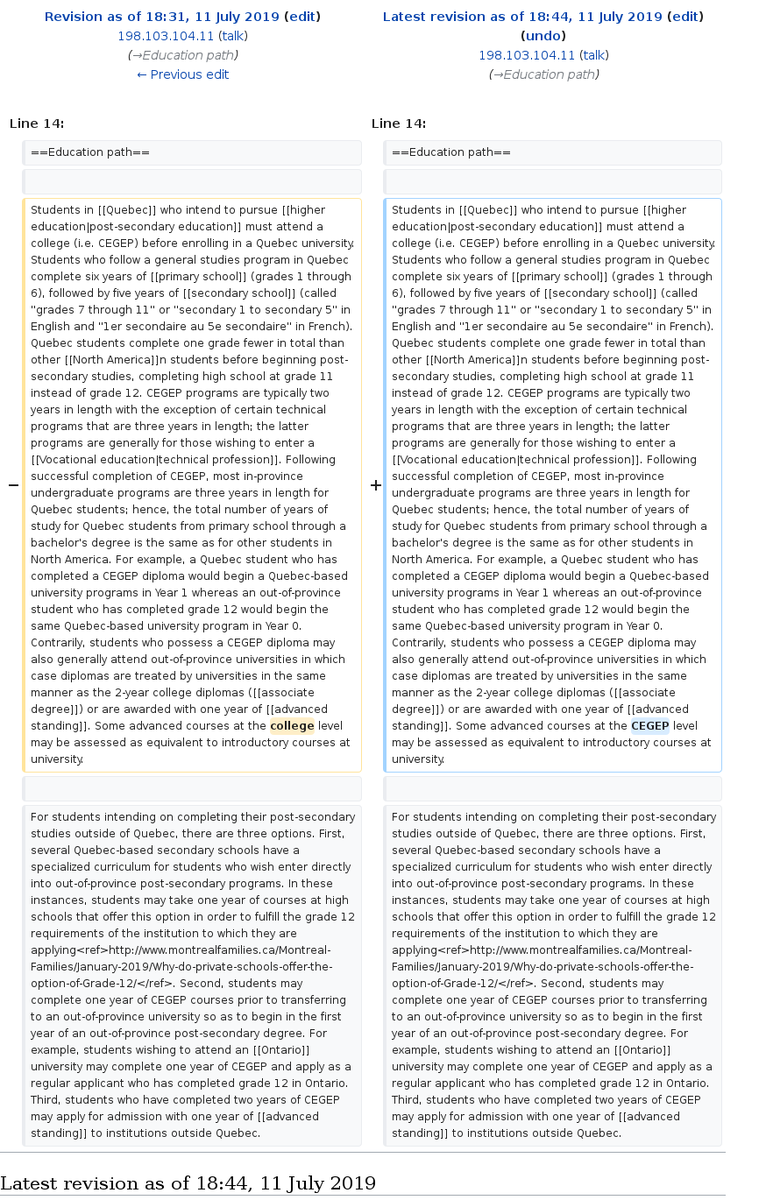 Revision as of 18:31, 11 July 2019 (edit)
198.103.104.11 (talk)
(→Education path)
← Previous edit
Latest revision as of 18:44, 11 July 2019 (edit)
(undo)
198.103.104.11 (talk)
(→Education path)
Line 14:
Line 14:
==Education path==
==Education path==
−
Students in [[Quebec]] who intend to pursue [[higher
education|post-secondary education]] must attend a
college (i.e. CEGEP) before enrolling in a Quebec university.
Students who follow a general studies program in Quebec
complete six years of [[primary school]] (grades 1 through
6), followed by five years of [[secondary school]] (called
"grades 7 through 11" or "secondary 1 to secondary 5" in
English and "1er secondaire au 5e secondaire" in French).
Quebec students complete one grade fewer in total than
other [[North America]]n students before beginning post-
secondary studies, completing high school at grade 11
instead of grade 12. CEGEP programs are typically two
years in length with the exception of certain technical
programs that are three years in length; the latter
programs are generally for those wishing to enter a
[[Vocational education|technical profession]]. Following
successful completion of CEGEP, most in-province
undergraduate programs are three years in length for
Quebec students; hence, the total number of years of
study for Quebec students from primary school through a
bachelor's degree is the same as for other students in
North America. For example, a Quebec student who has
completed a CEGEP diploma would begin a Quebec-based
university programs in Year 1 whereas an out-of-province
student who has completed grade 12 would begin the
same Quebec-based university program in Year 0.
Contrarily, students who possess a CEGEP diploma may
also generally attend out-of-province universities in which
case diplomas are treated by universities in the same
manner as the 2-year college diplomas ([[associate
degree]]) or are awarded with one year of [[advanced
standing]]. Some advanced courses at the college level
may be assessed as equivalent to introductory courses at
university.
+
Students in [[Quebec]] who intend to pursue [[higher
education|post-secondary education]] must attend a
college (i.e. CEGEP) before enrolling in a Quebec university.
Students who follow a general studies program in Quebec
complete six years of [[primary school]] (grades 1 through
6), followed by five years of [[secondary school]] (called
"grades 7 through 11" or "secondary 1 to secondary 5" in
English and "1er secondaire au 5e secondaire" in French).
Quebec students complete one grade fewer in total than
other [[North America]]n students before beginning post-
secondary studies, completing high school at grade 11
instead of grade 12. CEGEP programs are typically two
years in length with the exception of certain technical
programs that are three years in length; the latter
programs are generally for those wishing to enter a
[[Vocational education|technical profession]]. Following
successful completion of CEGEP, most in-province
undergraduate programs are three years in length for
Quebec students; hence, the total number of years of
study for Quebec students from primary school through a
bachelor's degree is the same as for other students in
North America. For example, a Quebec student who has
completed a CEGEP diploma would begin a Quebec-based
university programs in Year 1 whereas an out-of-province
student who has completed grade 12 would begin the
same Quebec-based university program in Year 0.
Contrarily, students who possess a CEGEP diploma may
also generally attend out-of-province universities in which
case diplomas are treated by universities in the same
manner as the 2-year college diplomas ([[associate
degree]]) or are awarded with one year of [[advanced
standing]]. Some advanced courses at the CEGEP level
may be assessed as equivalent to introductory courses at
university.
For students intending on completing their post-secondary
studies outside of Quebec, there are three options. First,
several Quebec-based secondary schools have a
specialized curriculum for students who wish enter directly
into out-of-province post-secondary programs. In these
instances, students may take one year of courses at high
schools that offer this option in order to fulfill the grade 12
requirements of the institution to which they are
applying<ref>http://www.montrealfamilies.ca/Montreal-
Families/January-2019/Why-do-private-schools-offer-the-
option-of-Grade-12/</ref>. Second, students may
complete one year of CEGEP courses prior to transferring
to an out-of-province university so as to begin in the first
year of an out-of-province post-secondary degree. For
example, students wishing to attend an [[Ontario]]
university may complete one year of CEGEP and apply as a
regular applicant who has completed grade 12 in Ontario.
Third, students who have completed two years of CEGEP
may apply for admission with one year of [[advanced
standing]] to institutions outside Quebec.
For students intending on completing their post-secondary
studies outside of Quebec, there are three options. First,
several Quebec-based secondary schools have a
specialized curriculum for students who wish enter directly
into out-of-province post-secondary programs. In these
instances, students may take one year of courses at high
schools that offer this option in order to fulfill the grade 12
requirements of the institution to which they are
applying<ref>http://www.montrealfamilies.ca/Montreal-
Families/January-2019/Why-do-private-schools-offer-the-
option-of-Grade-12/</ref>. Second, students may
complete one year of CEGEP courses prior to transferring
to an out-of-province university so as to begin in the first
year of an out-of-province post-secondary degree. For
example, students wishing to attend an [[Ontario]]
university may complete one year of CEGEP and apply as a
regular applicant who has completed grade 12 in Ontario.
Third, students who have completed two years of CEGEP
may apply for admission with one year of [[advanced
standing]] to institutions outside Quebec.
Latest revision as of 18:44, 11 July 2019